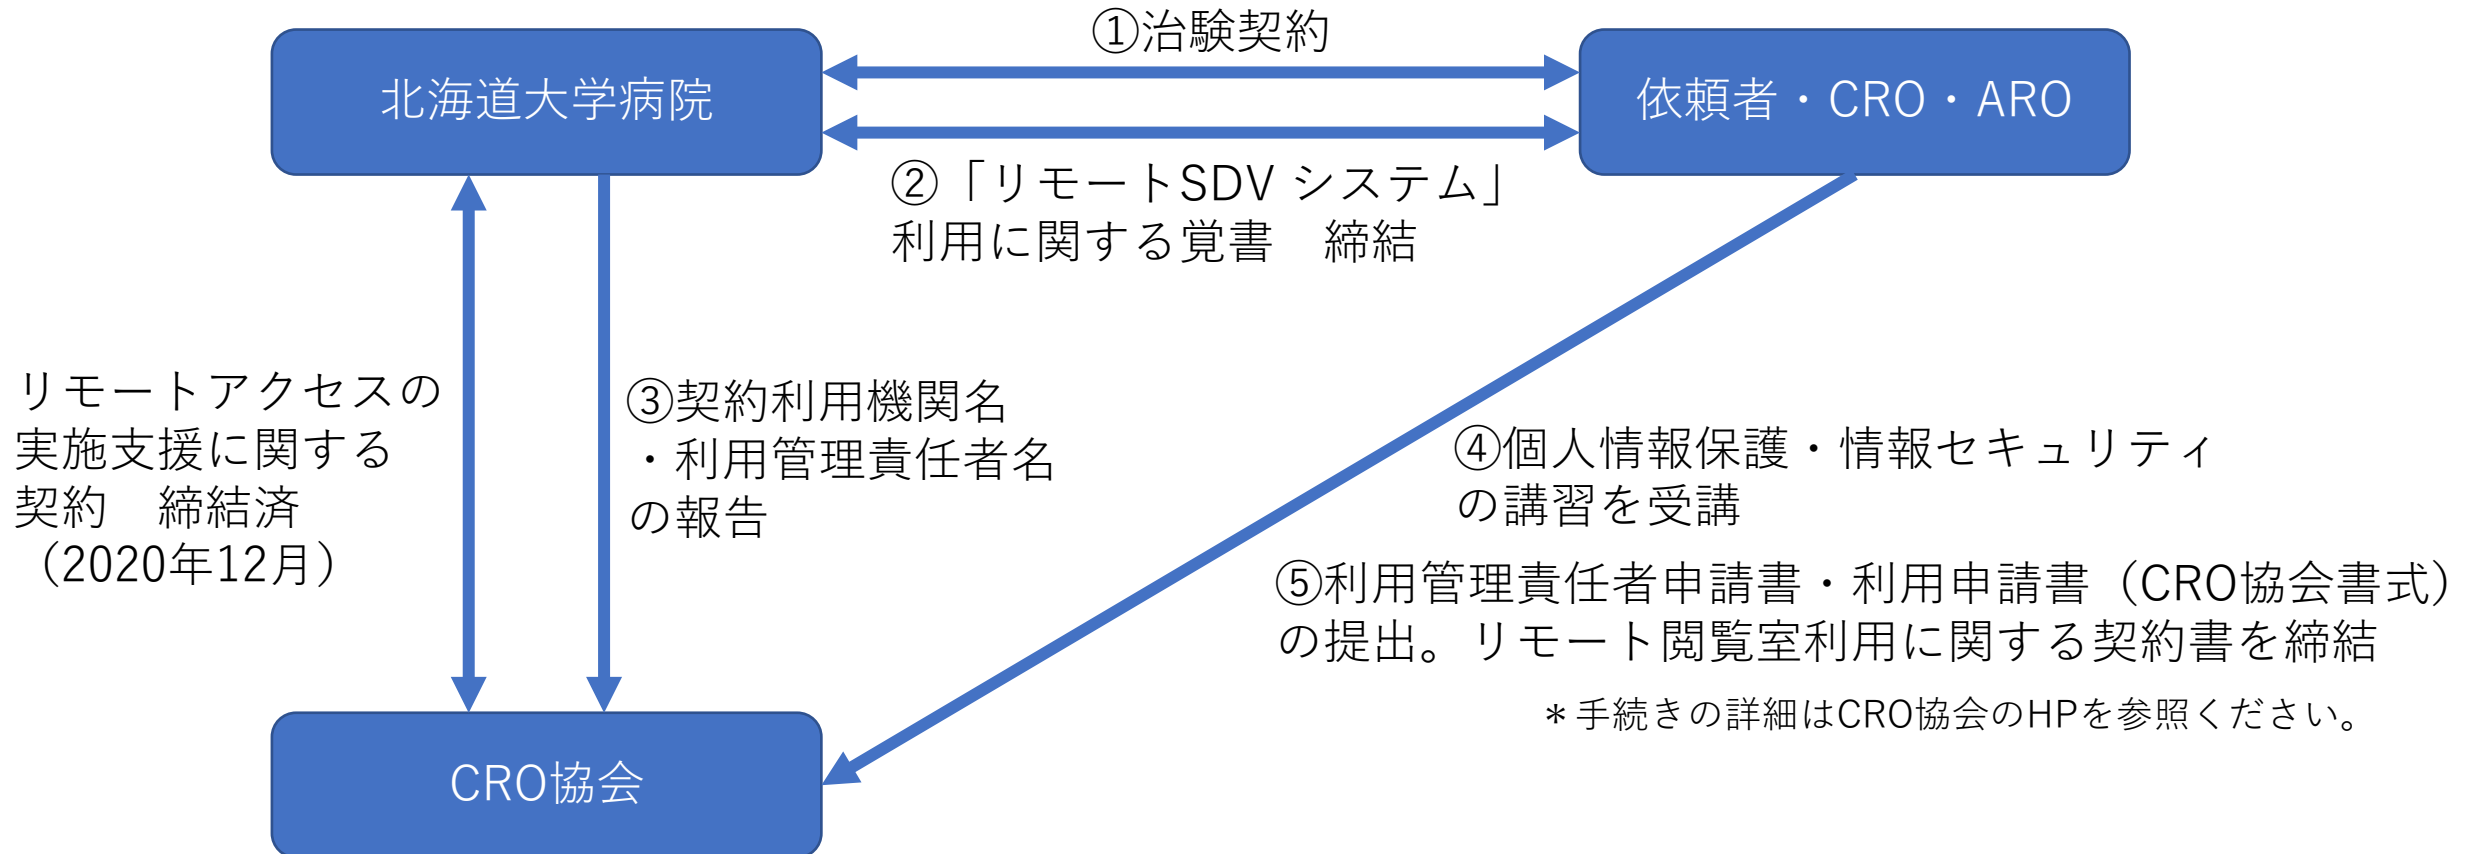 ①治験契約
北海道大学病院
依頼者・CRO・ARO
②「リモートSDV システム」
利用に関する覚書　締結
リモートアクセスの
実施支援に関する
契約　締結済
（2020年12月）
③契約利用機関名
・利用管理責任者名
の報告
④個人情報保護・情報セキュリティ
の講習を受講
⑤利用管理責任者申請書・利用申請書（CRO協会書式）
の提出。リモート閲覧室利用に関する契約書を締結
＊手続きの詳細はCRO協会のHPを参照ください。
CRO協会